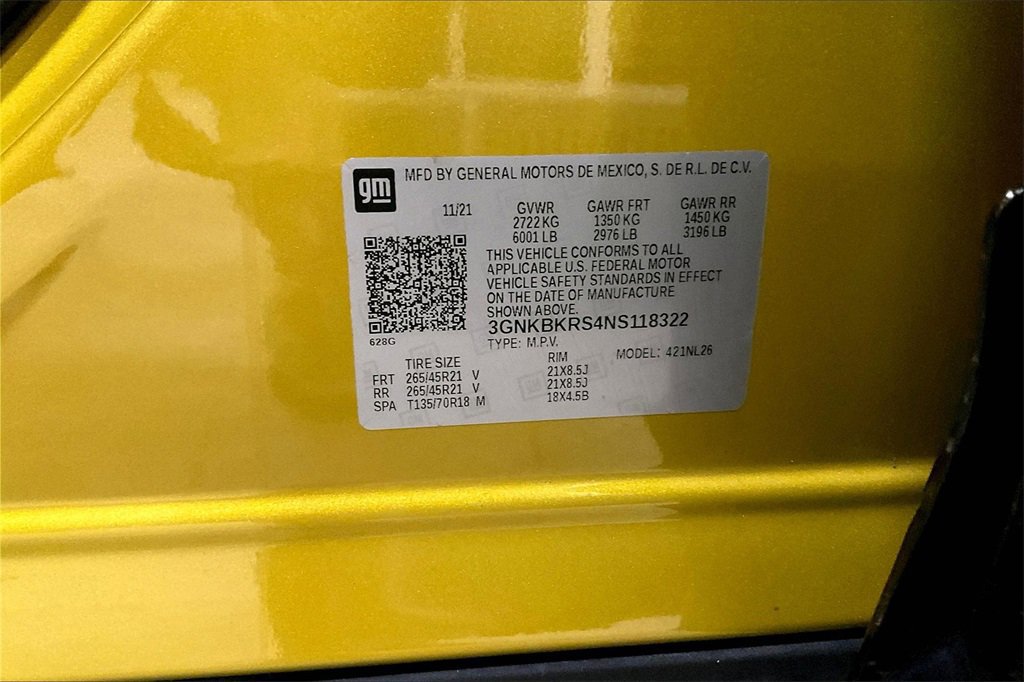 gm
MFD BY GENERAL MOTORS DE MEXICO, S. DE R.L. DE C.V.
11/21 GVWR GAWR FRT GAWR RR
2722 KG 1350 KG 1450 KG
6001 LB 2976 LB 3196 LB
THIS VEHICLE CONFORMS TO ALL
APPLICABLE U.S. FEDERAL MOTOR
VEHICLE SAFETY STANDARDS IN EFFECT
ON THE DATE OF MANUFACTURE
SHOWN ABOVE.
3GNKBKRS4NS118322
628G
TYPE: M.P.V. MODEL: 421NL26
TIRE SIZE RIM
FRT 265/45R21 V 21X8.5J
RR 265/45R21 V 21X8.5J
SPA T135/70R18 M 18X4.5B